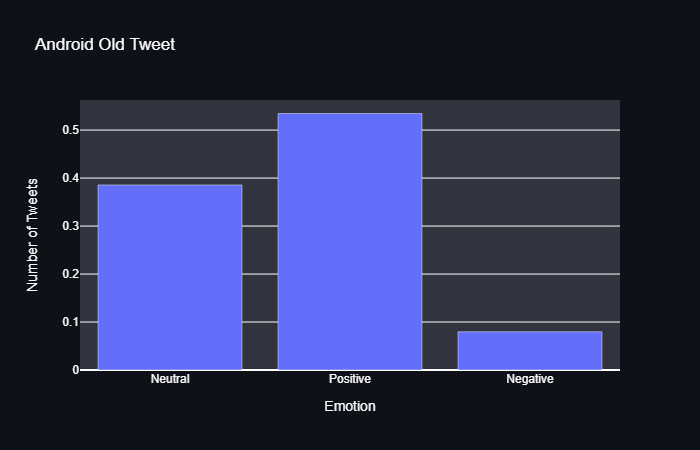 Android Old Tweet
Number of Tweets
0.5
0.4
0.3
0.2
0.1
0
Neutral Positive Negative
Emotion